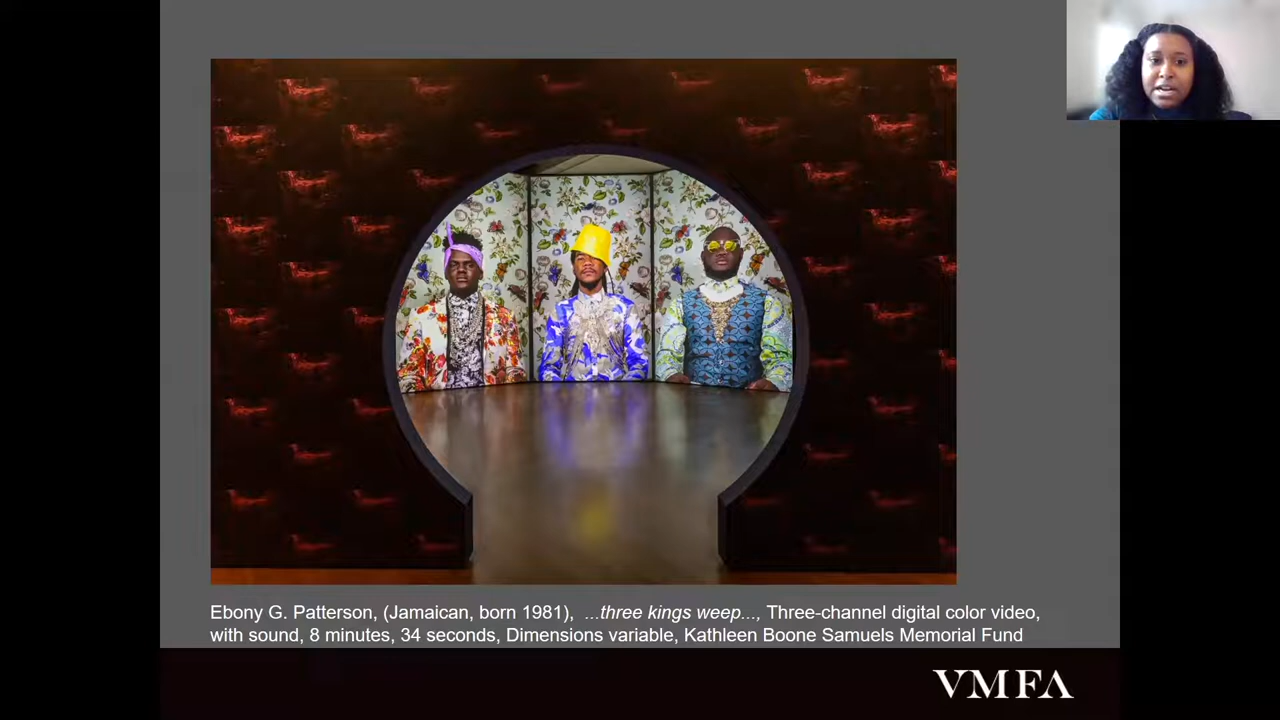 Ebony G. Patterson, (Jamaican, born 1981),  ...three kings weep..., Three-channel digital color video,
with sound, 8 minutes, 34 seconds, Dimensions variable, Kathleen Boone Samuels Memorial Fund
VMFA